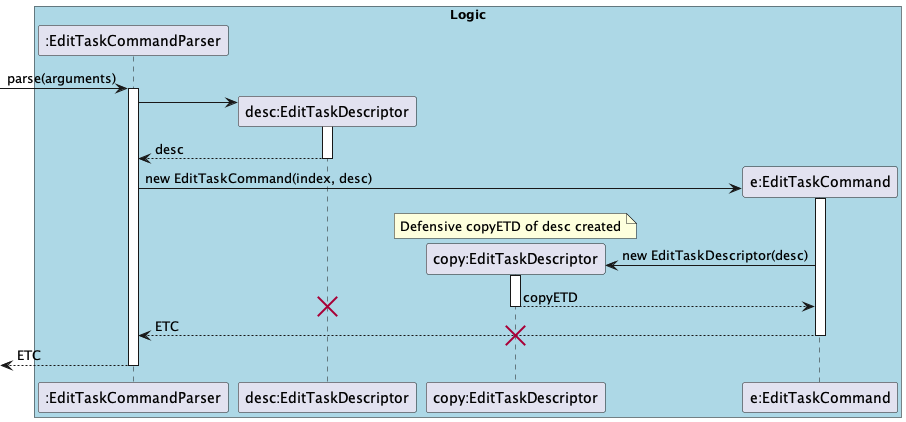 Logic
:EditTaskCommandParser
parse(arguments)
desc:EditTaskDescriptor
desc
new EditTaskCommand(index, desc)
e:EditTaskCommand
Defensive copyETD of desc created
copy:EditTaskDescriptor
new EditTaskDescriptor(desc)
copyETD
ETC
ETC
:EditTaskCommandParser
desc:EditTaskDescriptor
copy:EditTaskDescriptor
e:EditTaskCommand